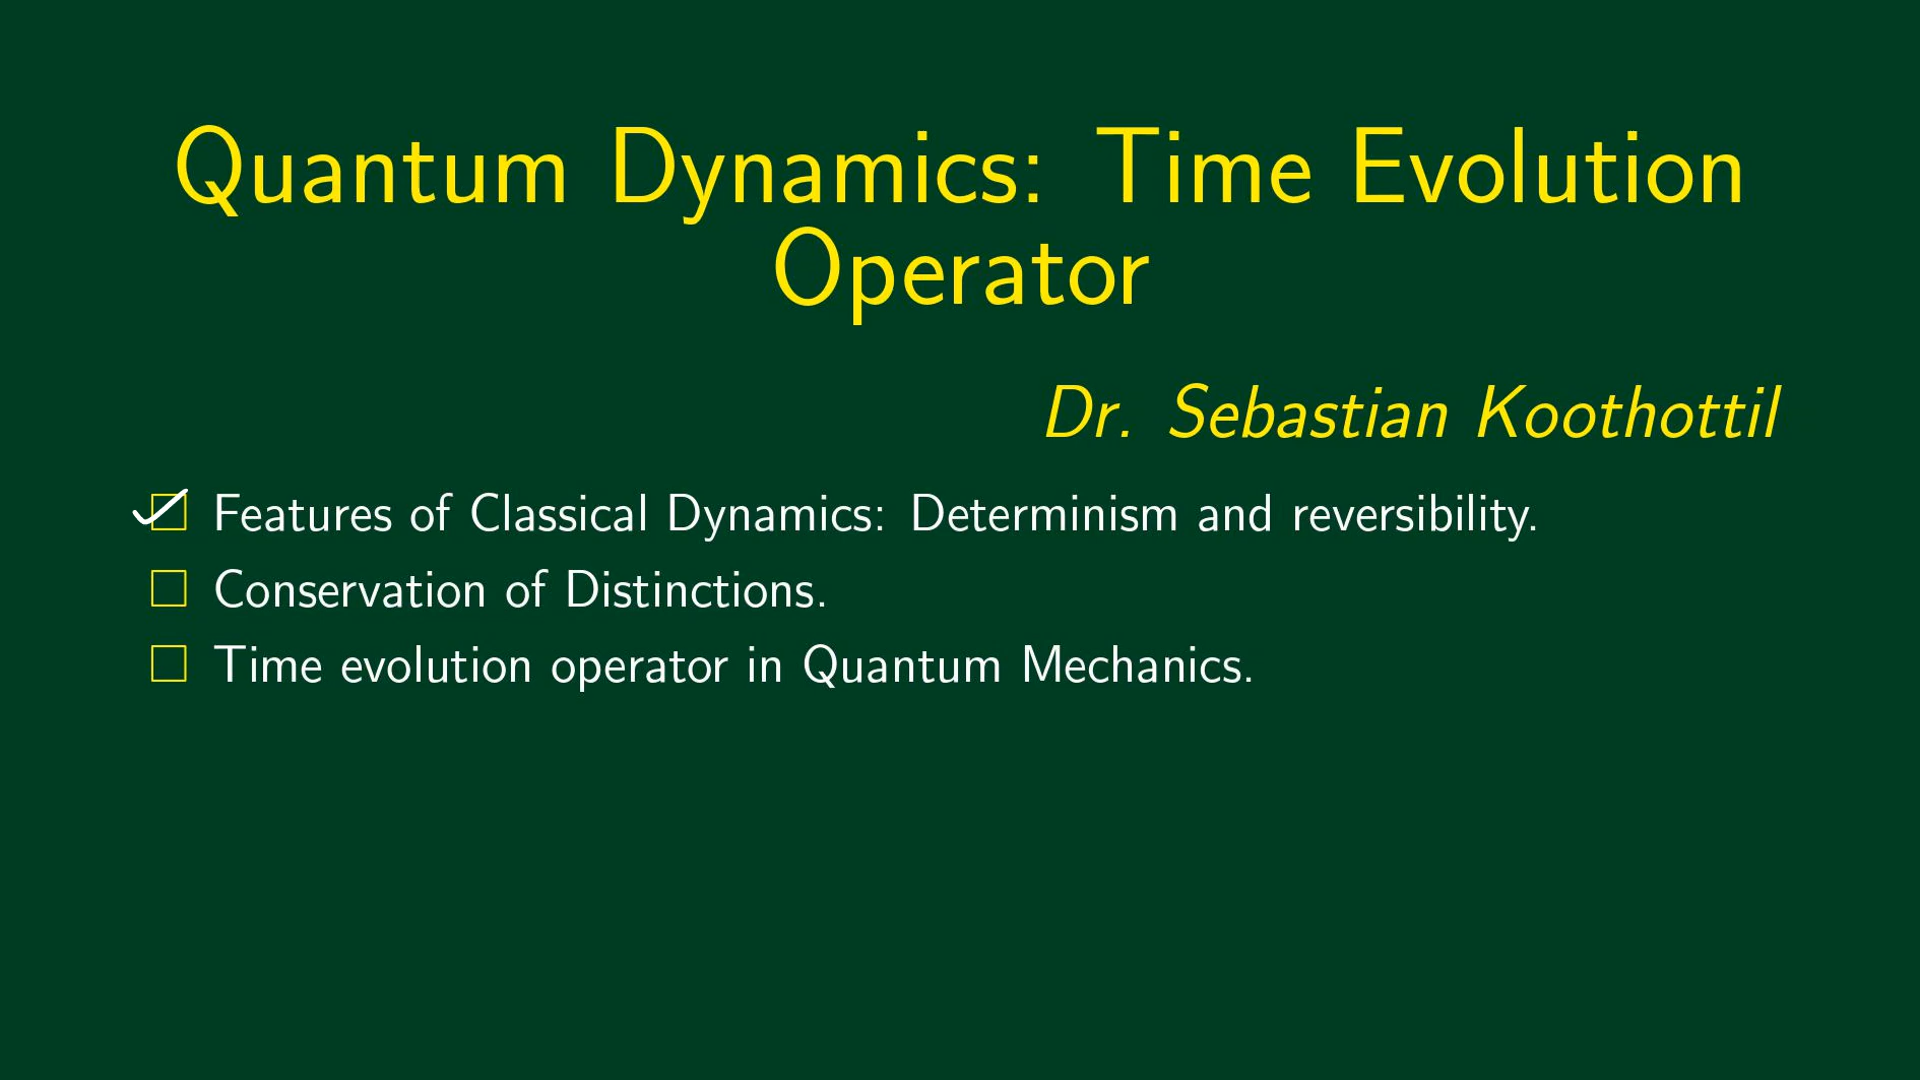 Quantum Dynamics: Time Evolution
Operator
Dr. Sebastian Koothottil
Features of Classical Dynamics: Determinism and reversibility.
Conservation of Distinctions.
Time evolution operator in Quantum Mechanics.